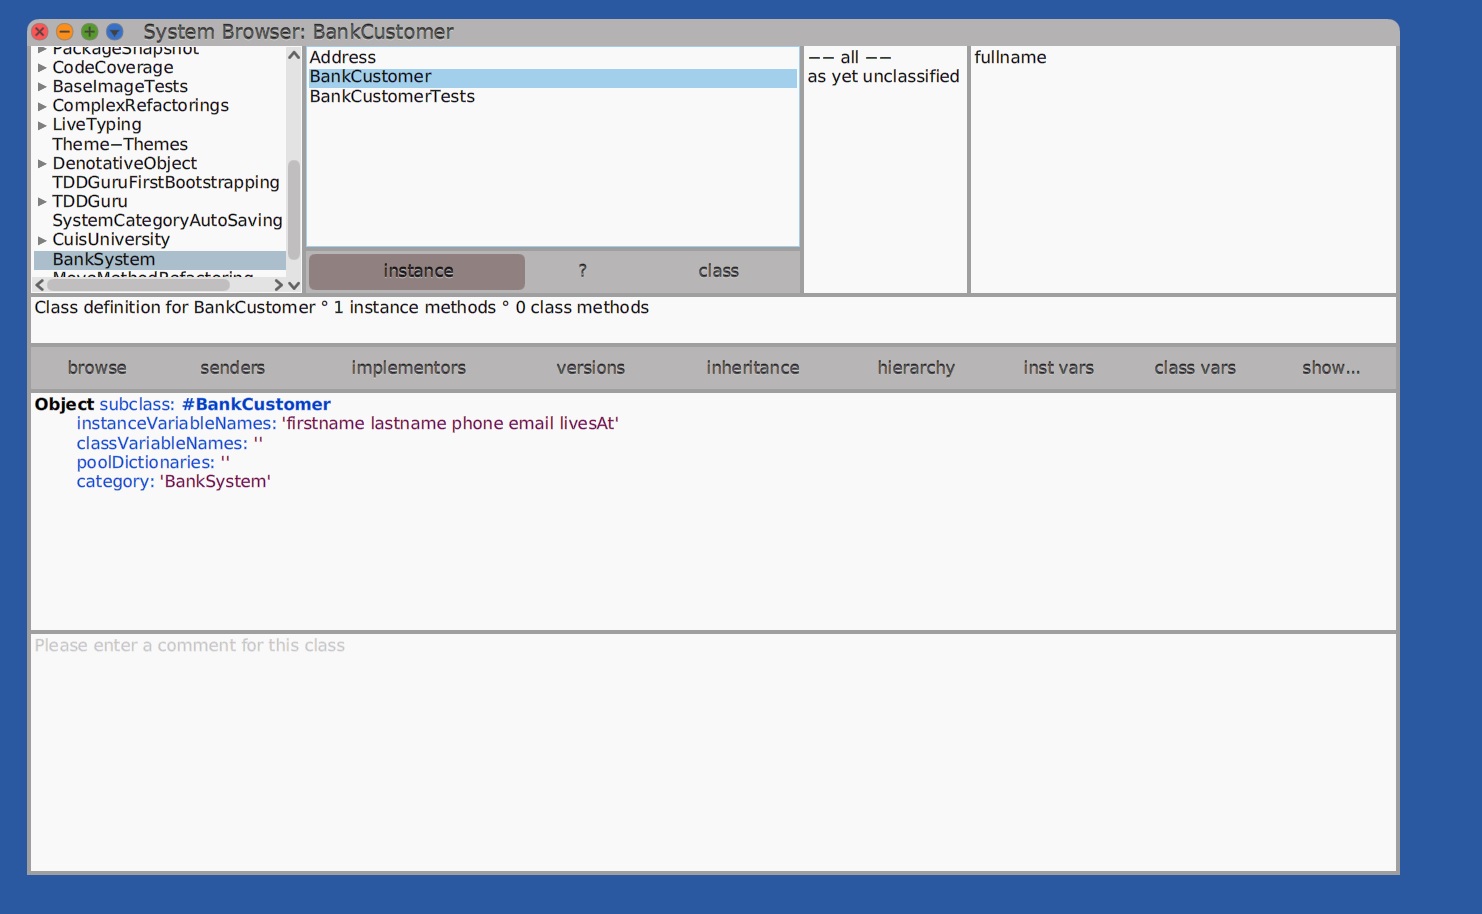 System Browser: BankCustomer
PackageSnapshot
CodeCoverage
BaseImageTests
ComplexRefactorings
LiveTyping
Theme−Themes
DenotativeObject
TDDGuruFirstBootstrapping
TDDGuru
SystemCategoryAutoSaving
CuisUniversity
BankSystem
MoveMethodRefactoring
Address
BankCustomer
BankCustomerTests
instance ? class
−− all −−
as yet unclassified
fullname
Class definition for BankCustomer ° 1 instance methods ° 0 class methods
browse senders implementors versions inheritance hierarchy inst vars class vars show...
Object subclass: #BankCustomer
instanceVariableNames: 'firstname lastname phone email livesAt'
classVariableNames: ''
poolDictionaries: ''
category: 'BankSystem'
Please enter a comment for this class